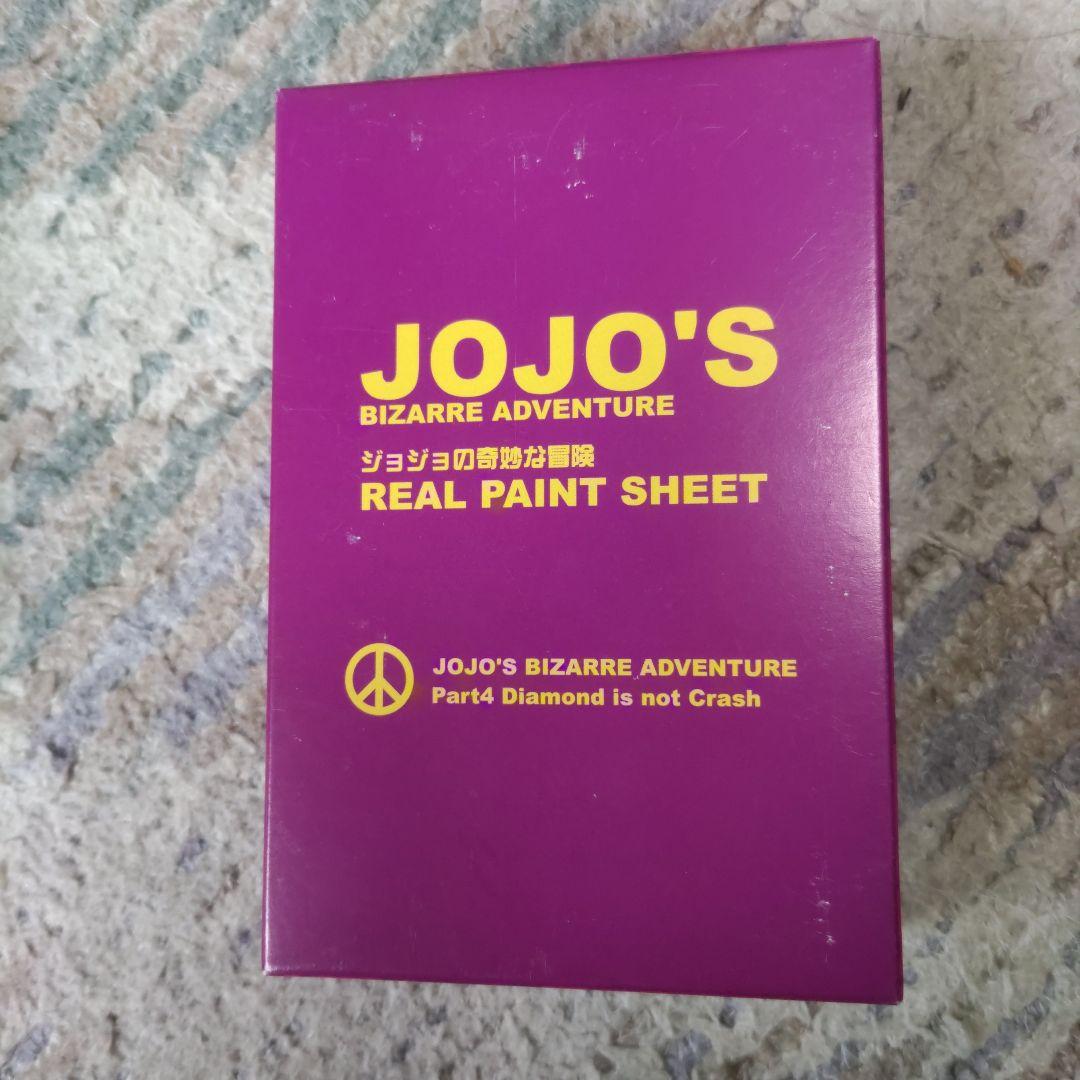 JOJO'S
BIZARRE ADVENTURE
ジョジョの奇妙な冒険
REAL PAINT SHEET
JOJO'S BIZARRE ADVENTURE
Part4 Diamond is not Crash